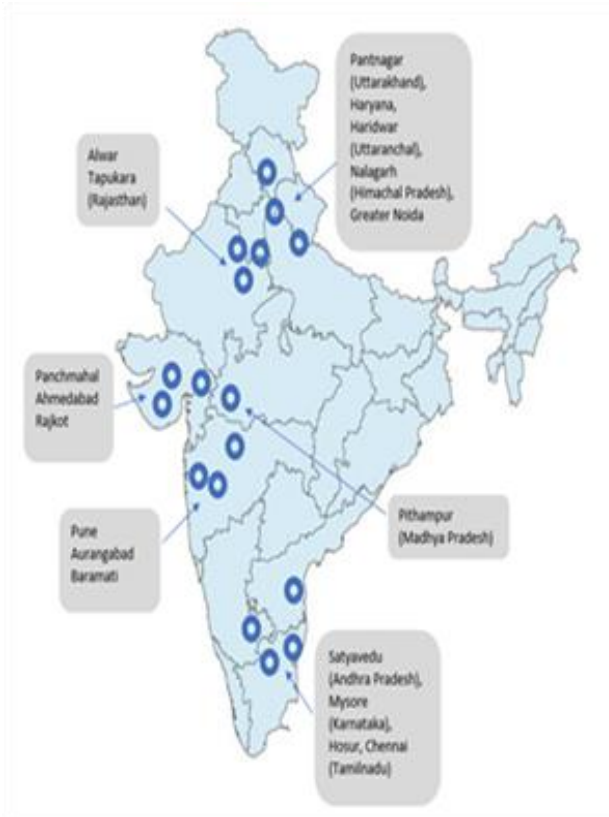 Pantnagar
(Uttarakhand),
Haryana,
Haridwar
(Uttaranchal),
Nalagarh
(Himachal Pradesh),
Greater Noida
Alwar
Tapukara
(Rajasthan)
Panchmahal
Ahmedabad
Rajkot
Pithampur
(Madhya Pradesh)
Pune
Aurangabad
Baramati
Satyavedu
(Andhra Pradesh),
Mysore
(Karnataka),
Hosur, Chennai
(Tamilnadu)